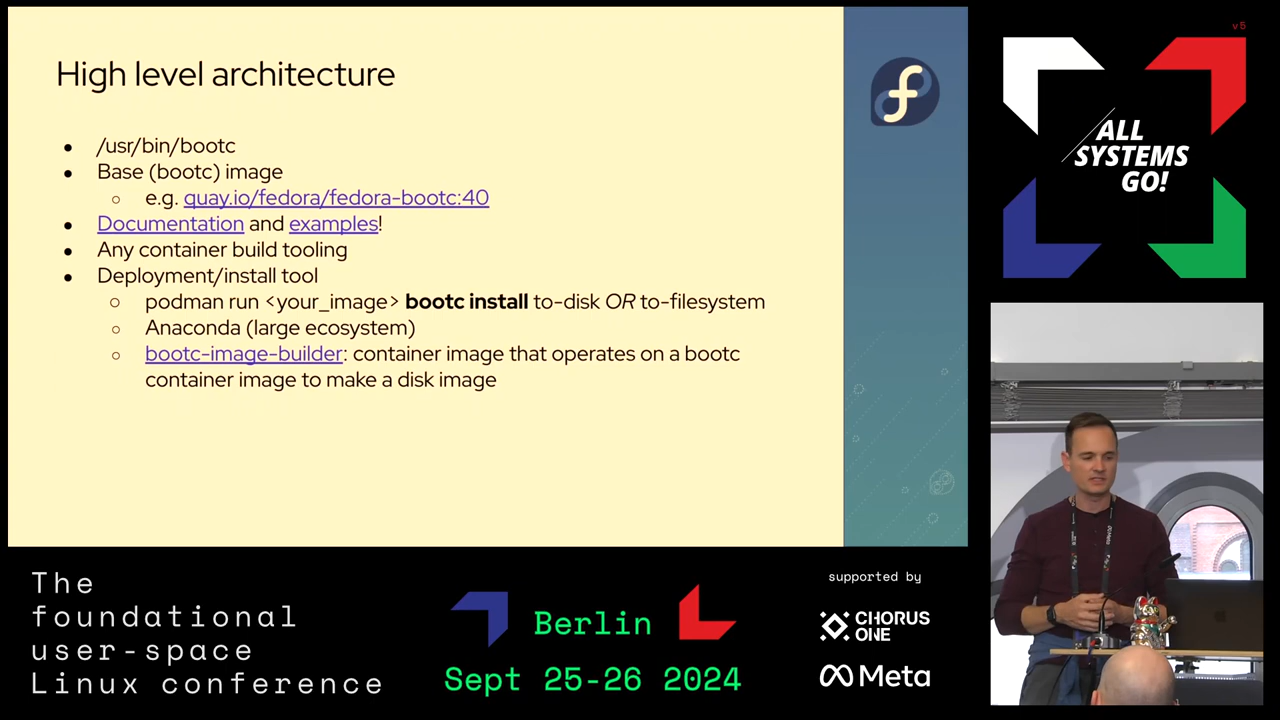 High level architecture
● /usr/bin/bootc
● Base (bootc) image
○ e.g. quay.io/fedora/fedora-bootc:40
● Documentation and examples!
● Any container build tooling
● Deployment/install tool
○ podman run <your_image> bootc install to-disk OR to-filesystem
○ Anaconda (large ecosystem)
○ bootc-image-builder: container image that operates on a bootc
container image to make a disk image
v5
ALL
SYSTEMS
GO!
The
foundational
user-space
Linux conference
Berlin
Sept 25-26 2024
supported by
CHORUS
ONE
Meta